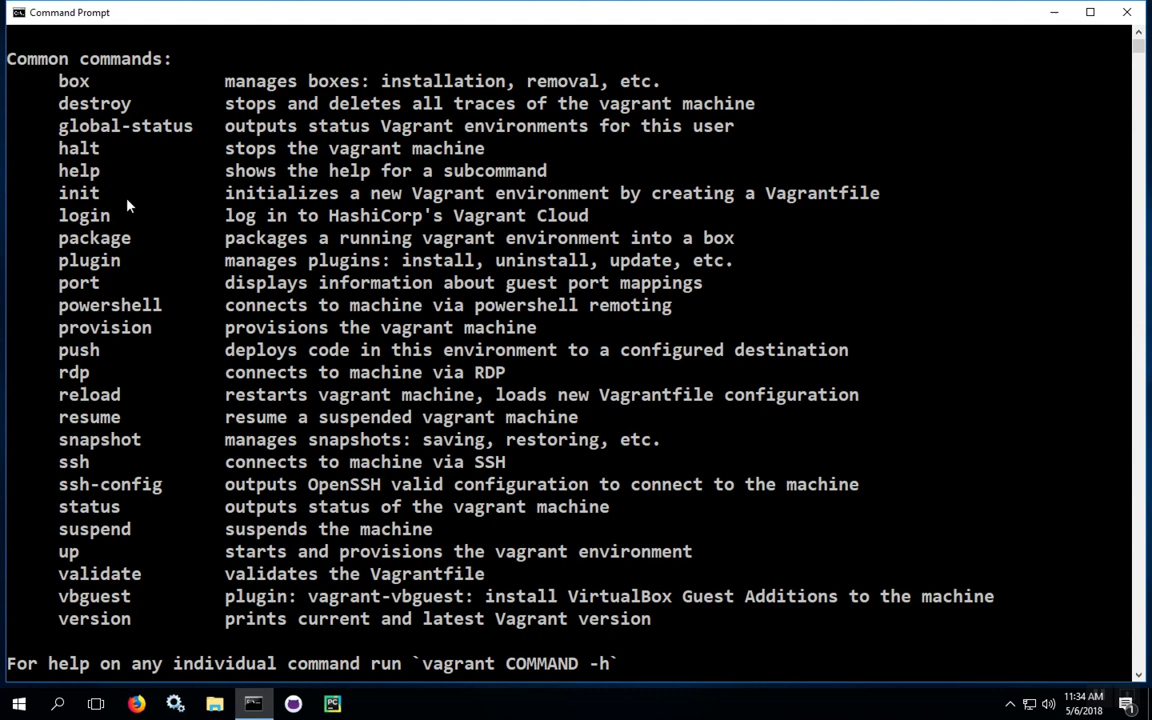 Command Prompt
Common commands:
box manages boxes: installation, removal, etc.
destroy stops and deletes all traces of the vagrant machine
global-status outputs status Vagrant environments for this user
halt stops the vagrant machine
help shows the help for a subcommand
init initializes a new Vagrant environment by creating a Vagrantfile
login log in to HashiCorp's Vagrant Cloud
package packages a running vagrant environment into a box
plugin manages plugins: install, uninstall, update, etc.
port displays information about guest port mappings
powershell connects to machine via powershell remoting
provision provisions the vagrant machine
push deploys code in this environment to a configured destination
rdp connects to machine via RDP
reload restarts vagrant machine, loads new Vagrantfile configuration
resume resume a suspended vagrant machine
snapshot manages snapshots: saving, restoring, etc.
ssh connects to machine via SSH
ssh-config outputs OpenSSH valid configuration to connect to the machine
status outputs status of the vagrant machine
suspend suspends the machine
up starts and provisions the vagrant environment
validate validates the Vagrantfile
vbguest plugin: vagrant-vbguest: install VirtualBox Guest Additions to the machine
version prints current and latest Vagrant version
For help on any individual command run `vagrant COMMAND -h`
PC
11:34 AM
5/6/2018
1